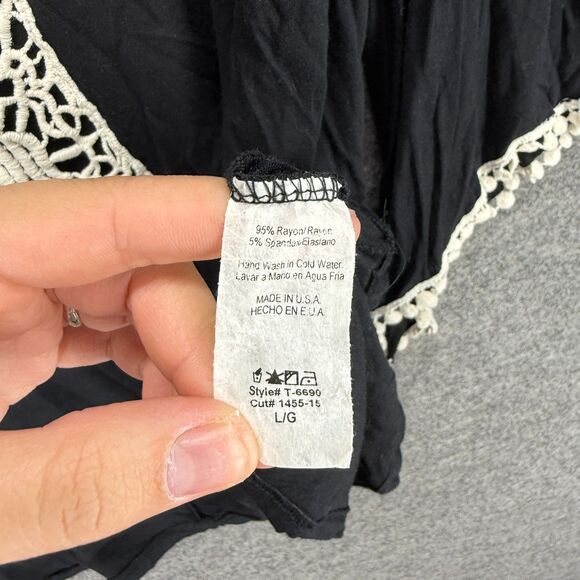 95% Rayon/Rayon
5% Spandex/Elastano
Hand Wash in Cold Water
Lavar a Mano en Agua Fria
MADE IN U.S.A.
HECHO EN E.U.A.
Style# T-6690
Cut# 1455-15
L/G